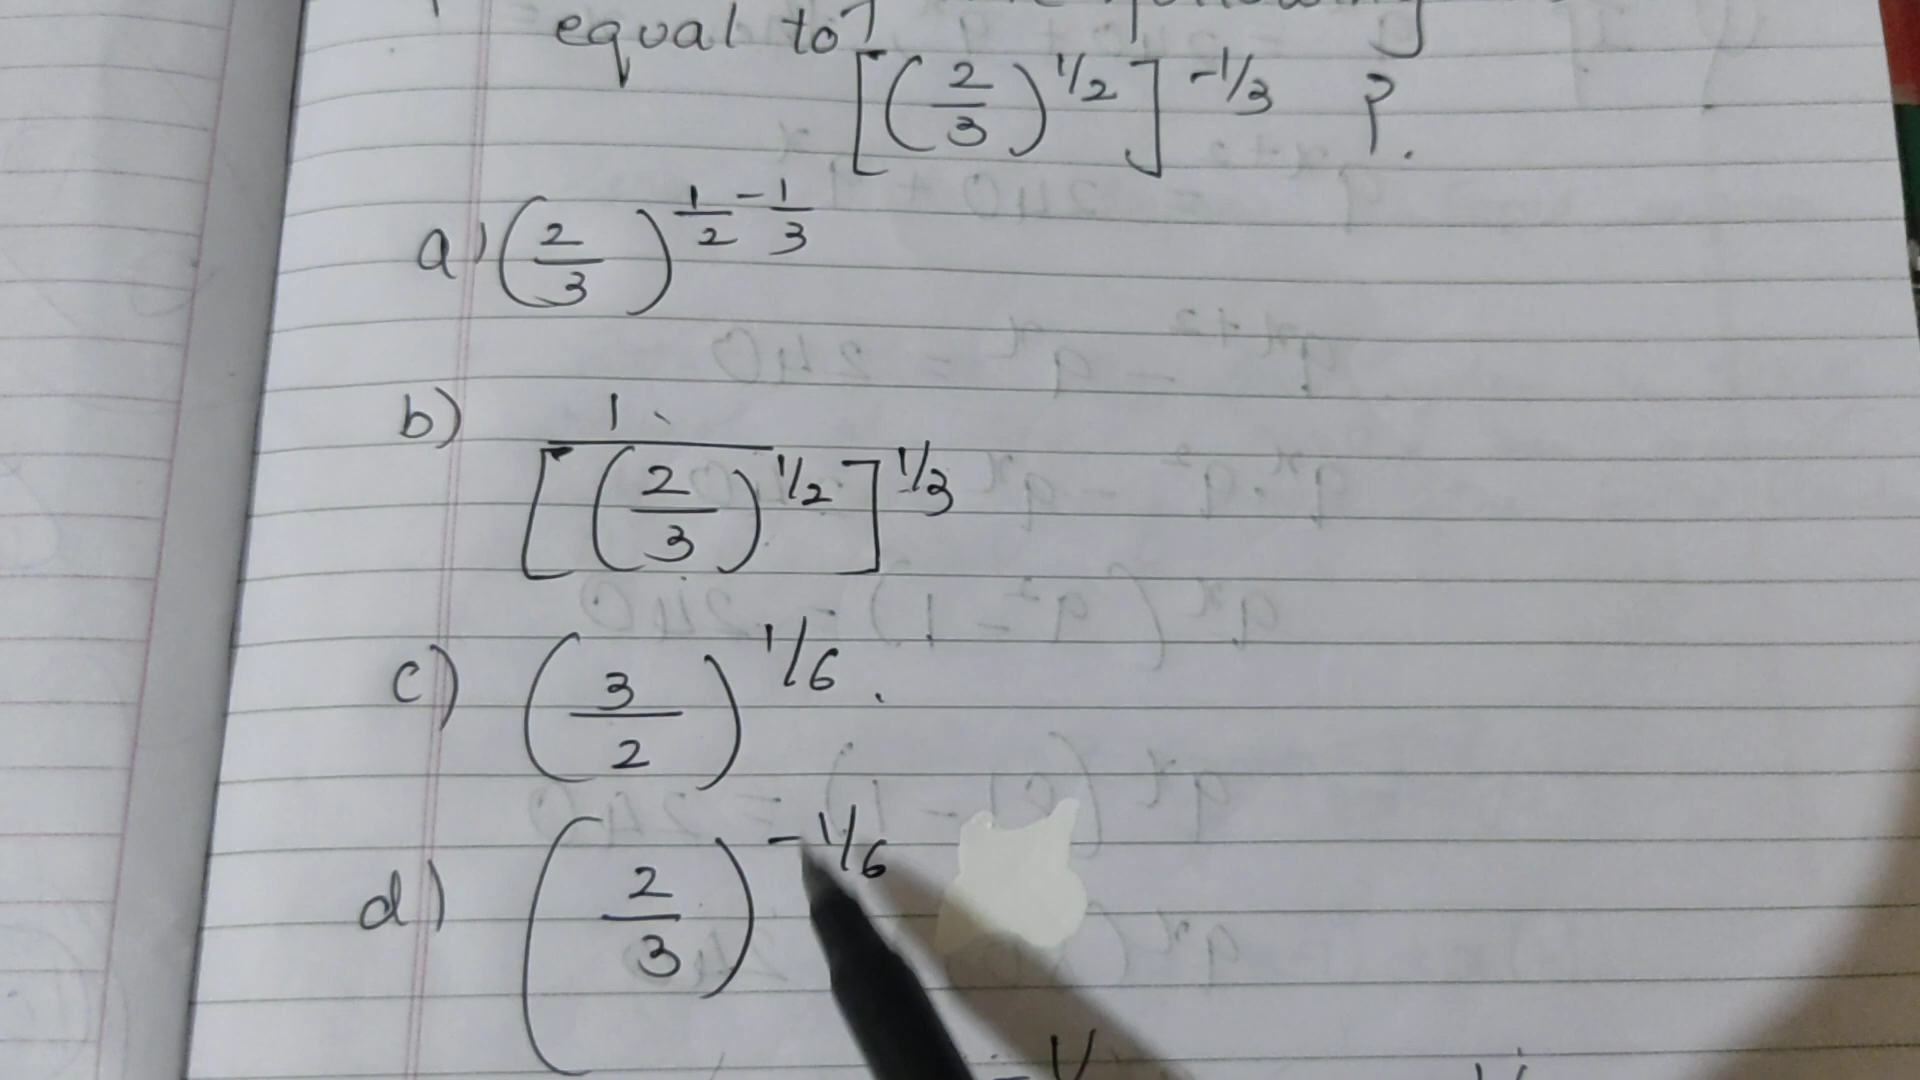 following
equal to?
[(2/3)^1/2]^-1/3 ?.
a) (2/3)^1/2-1/3
b) 1/[(2/3)^1/2]^1/3
c) (3/2)^1/6.
d) (2/3)^-1/6